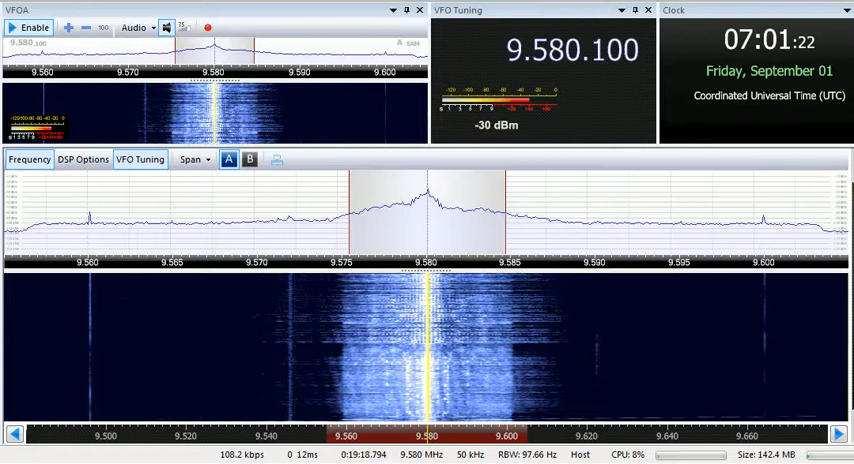 VFOA
Enable
100
Audio
75
9.580.100
A SAM
9.560 9.570 9.580 9.590 9.600
VFO Tuning
9.580.100
-30 dBm
Clock
07:01:22
Friday, September 01
Coordinated Universal Time (UTC)
Frequency DSP Options VFO Tuning Span A B
9.560 9.565 9.570 9.575 9.580 9.585 9.590 9.595 9.600
9.500 9.520 9.540 9.560 9.580 9.600 9.620 9.640 9.660
108.2 kbps 0 12ms 0:19:18.794 9.580 MHz 50 kHz RBW: 97.66 Hz Host CPU: 8% Size: 142.4 MB